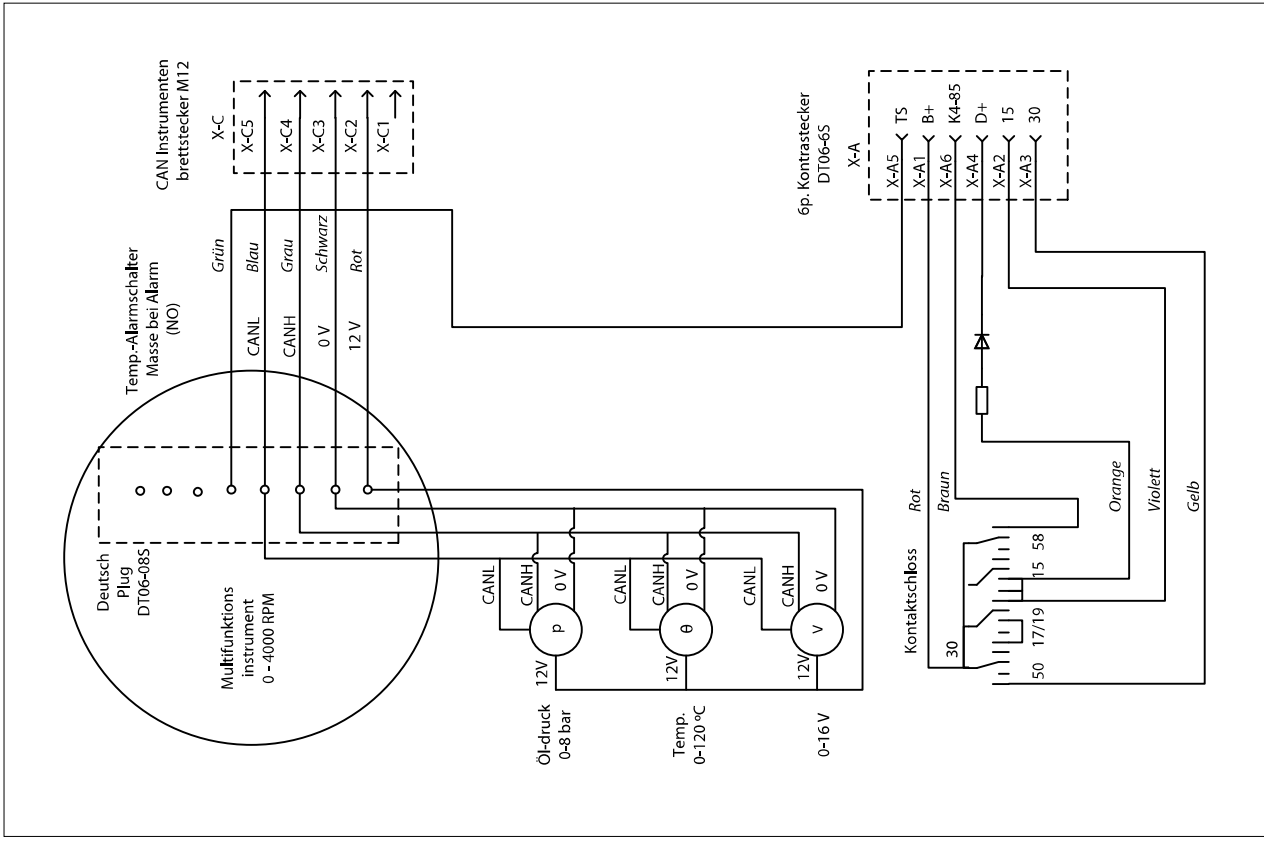 CAN Instrumenten
brettstecker M12
X-C
X-C5
X-C4
X-C3
X-C2
X-C1
Temp.-Alarmschalter
Masse bei Alarm
(NO)
Grün
Blau
Grau
Schwarz
Rot
CANL
CANH
0 V
12 V
Deutsch
Plug
DT06-08S
Multifunktions
instrument
0 - 4000 RPM
CANL
CANH
0 V
p
12V
Öl-druck
0-8 bar
CANL
CANH
0 V
θ
12V
Temp.
0-120 ºC
CANL
CANH
0 V
V
12V
0-16 V
6p. Kontrastecker
DT06-6S
X-A
TS
B+
K4-85
D+
15
30
X-A5
X-A1
X-A6
X-A4
X-A2
X-A3
Rot
Braun
Orange
Violett
Gelb
Kontaktschloss
30
58
15
17/19
50